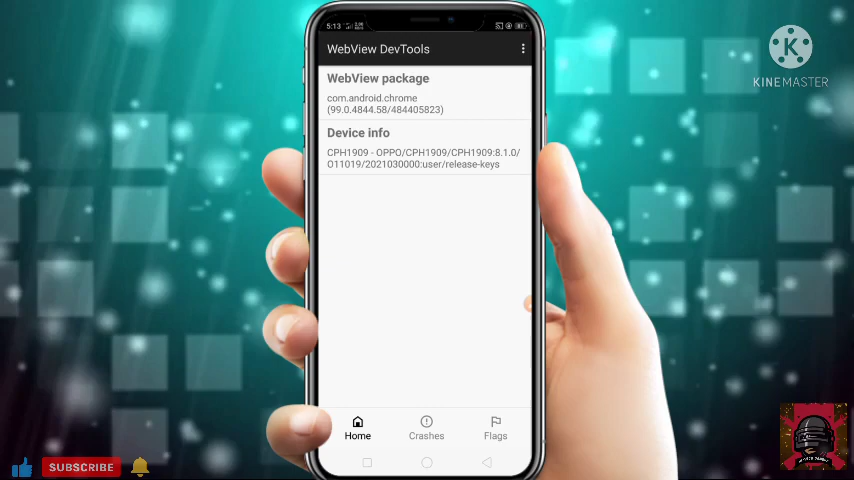 5:13
WebView DevTools
WebView package
com.android.chrome
(99.0.4844.58/484405823)
Device info
CPH1909 - OPPO/CPH1909/CPH1909:8.1.0/
O11019/2021030000:user/release-keys
Home
Crashes
Flags
K
KINEMASTER
SUBSCRIBE